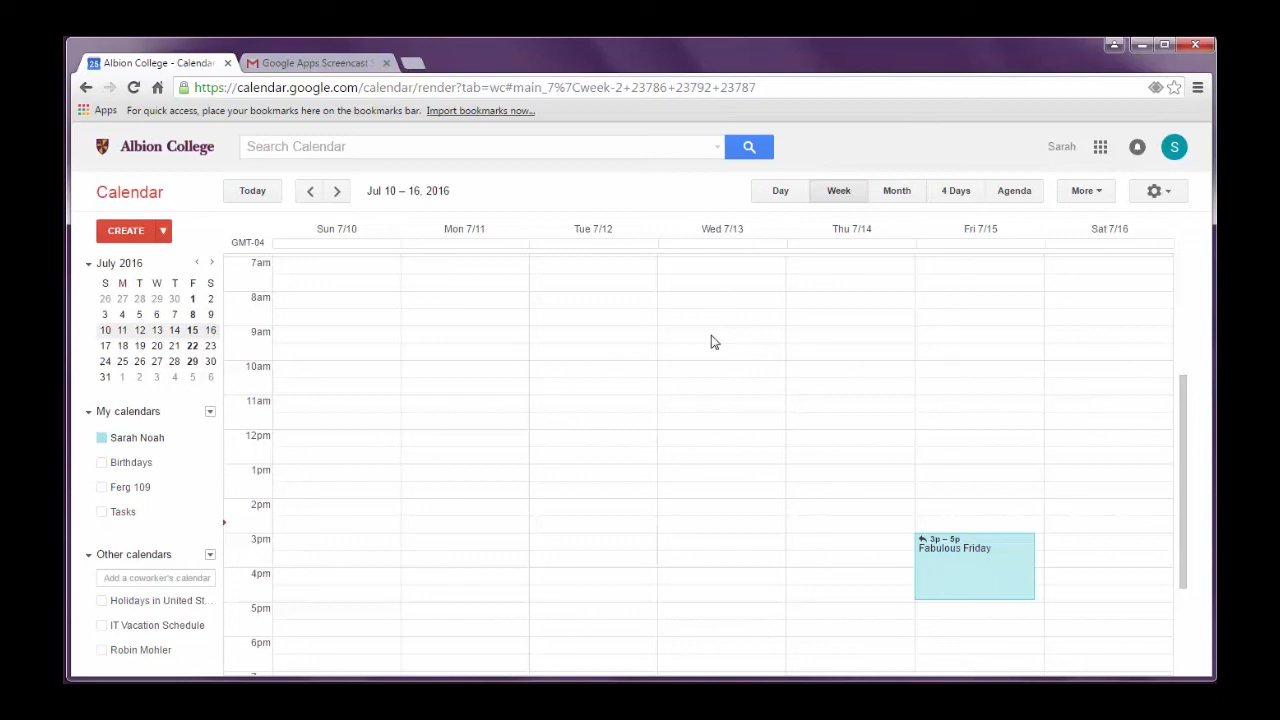 Albion College - Calendar
Google Apps Screencast S
https://calendar.google.com/calendar/render?tab=wc#main_7%7Cweek-2+23786+23792+23787
Apps For quick access, place your bookmarks here on the bookmarks bar. Import bookmarks now...
Albion College
Search Calendar
Sarah
S
Calendar
Today
Jul 10 – 16, 2016
Day
Week
Month
4 Days
Agenda
More
CREATE
July 2016
S M T W T F S
26 27 28 29 30 1 2
3 4 5 6 7 8 9
10 11 12 13 14 15 16
17 18 19 20 21 22 23
24 25 26 27 28 29 30
31 1 2 3 4 5 6
My calendars
Sarah Noah
Birthdays
Ferg 109
Tasks
Other calendars
Add a coworker's calendar
Holidays in United St...
IT Vacation Schedule
Robin Mohler
GMT-04
Sun 7/10
Mon 7/11
Tue 7/12
Wed 7/13
Thu 7/14
Fri 7/15
Sat 7/16
7am
8am
9am
10am
11am
12pm
1pm
2pm
3pm
4pm
5pm
6pm
3p – 5p
Fabulous Friday